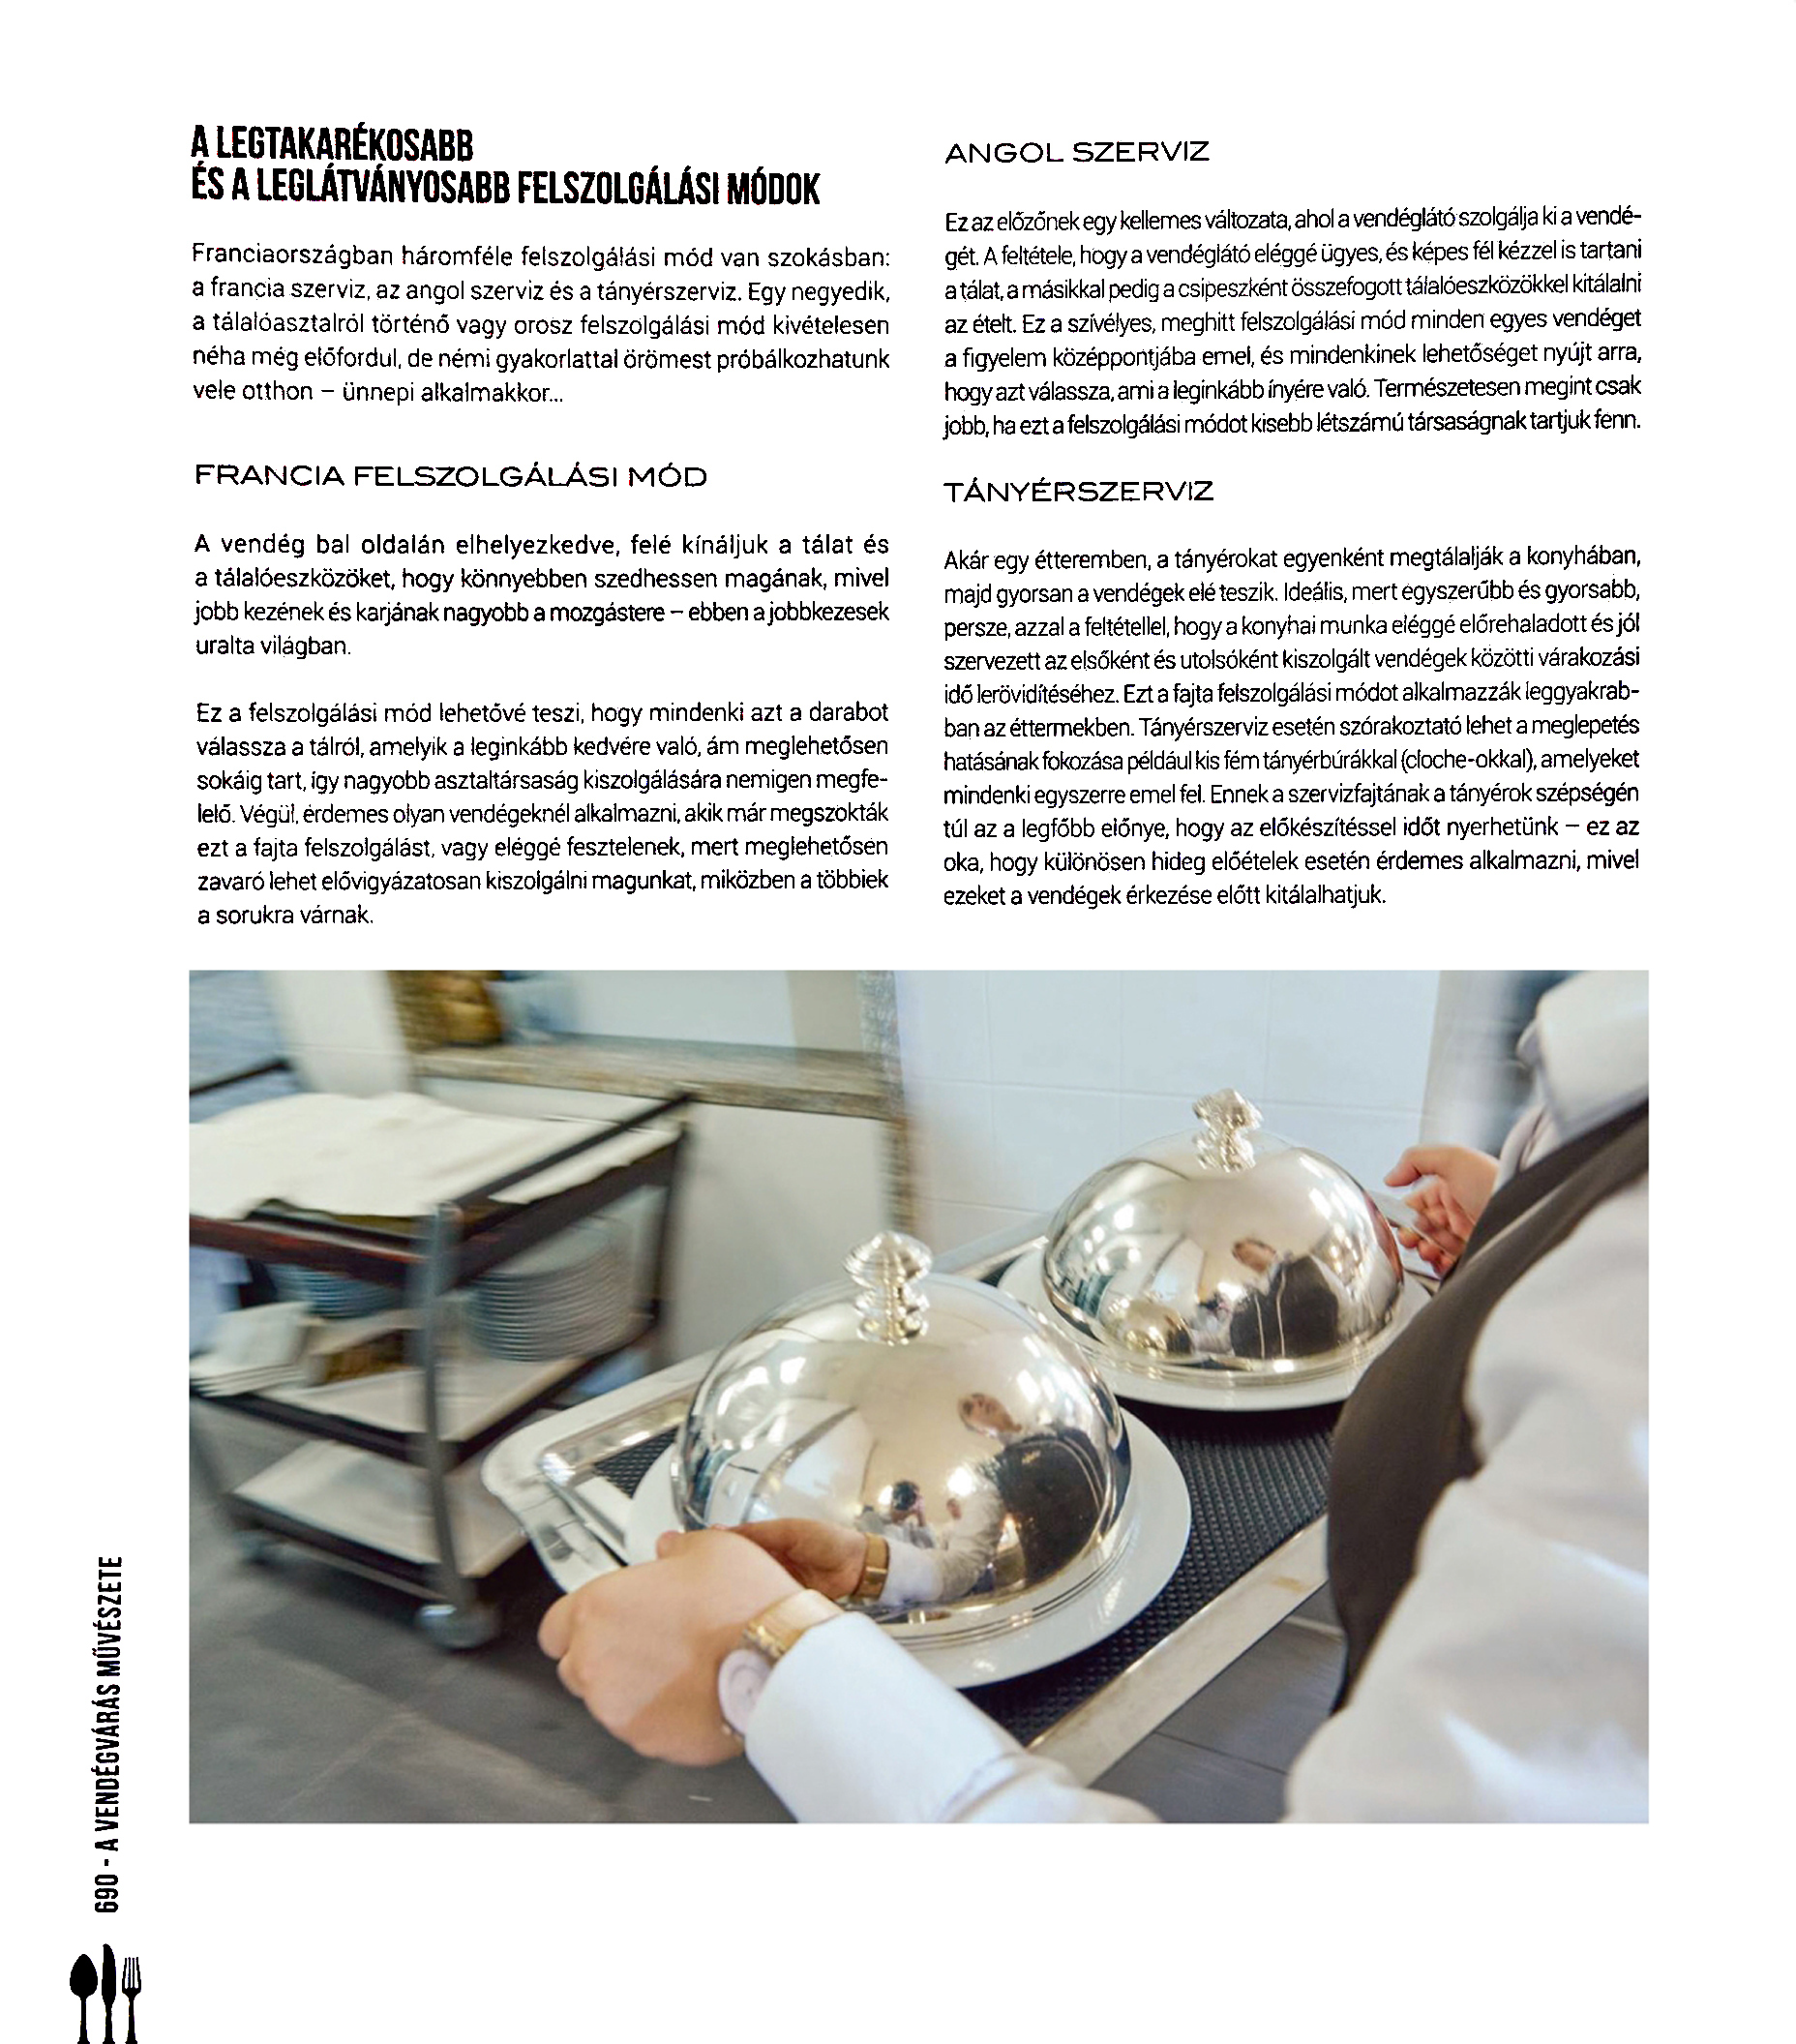 A LEGTAKARÉKOSABB
ÉS A LEGLÁTVÁNYOSABB FELSZOLGÁLÁSI MÓDOK
Franciaországban háromféle felszolgálási mód van szokásban:
a francia szerviz, az angol szerviz és a tányérszerviz. Egy negyedik,
a tálalóasztalról történő vagy orosz felszolgálási mód kivételesen
néha még előfordul, de némi gyakorlattal örömest próbálkozhatunk
vele otthon – ünnepi alkalmakkor...
FRANCIA FELSZOLGÁLÁSI MÓD
A vendég bal oldalán elhelyezkedve, felé kínáljuk a tálat és
a tálalóeszközöket, hogy könnyebben szedhessen magának, mivel
jobb kezének és karjának nagyobb a mozgástere – ebben a jobbkezesek
uralta világban.
Ez a felszolgálási mód lehetővé teszi, hogy mindenki azt a darabot
válassza a tálról, amelyik a leginkább kedvére való, ám meglehetősen
sokáig tart, így nagyobb asztaltársaság kiszolgálására nemigen megfe-
lelő. Végül, érdemes olyan vendégeknél alkalmazni, akik már megszokták
ezt a fajta felszolgálást, vagy eléggé fesztelenek, mert meglehetősen
zavaró lehet elővigyázatosan kiszolgálni magunkat, miközben a többiek
a sorukra várnak.
ANGOL SZERVIZ
Ez az előzőnek egy kellemes változata, ahol a vendéglátó szolgálja ki a vendé-
gét. A feltétele, hogy a vendéglátó eléggé ügyes, és képes fél kézzel is tartani
a tálat, a másikkal pedig a csipeszként összefogott tálalóeszközökkel kitálalni
az ételt. Ez a szívélyes, meghitt felszolgálási mód minden egyes vendéget
a figyelem középpontjába emel, és mindenkinek lehetőséget nyújt arra,
hogy azt válassza, ami a leginkább ínyére való. Természetesen megint csak
jobb, ha ezt a felszolgálási módot kisebb létszámú társaságnak tartjuk fenn.
TÁNYÉRSZERVIZ
Akár egy étteremben, a tányérokat egyenként megtálalják a konyhában,
majd gyorsan a vendégek elé teszik. Ideális, mert egyszerűbb és gyorsabb,
persze, azzal a feltétellel, hogy a konyhai munka eléggé előrehaladott és jól
szervezett az elsőként és utolsóként kiszolgált vendégek közötti várakozási
idő lerövidítéséhez. Ezt a fajta felszolgálási módot alkalmazzák leggyakrab-
ban az éttermekben. Tányérszerviz esetén szórakoztató lehet a meglepetés
hatásának fokozása például kis fém tányérbúrákkal (cloche-okkal), amelyeket
mindenki egyszerre emel fel. Ennek a szervizfajtának a tányérok szépségén
túl az a legfőbb előnye, hogy az előkészítéssel időt nyerhetünk – ez az
oka, hogy különösen hideg előételek esetén érdemes alkalmazni, mivel
ezeket a vendégek érkezése előtt kitálalhatjuk.
690 - A VENDÉGVÁRÁS MŰVÉSZETE